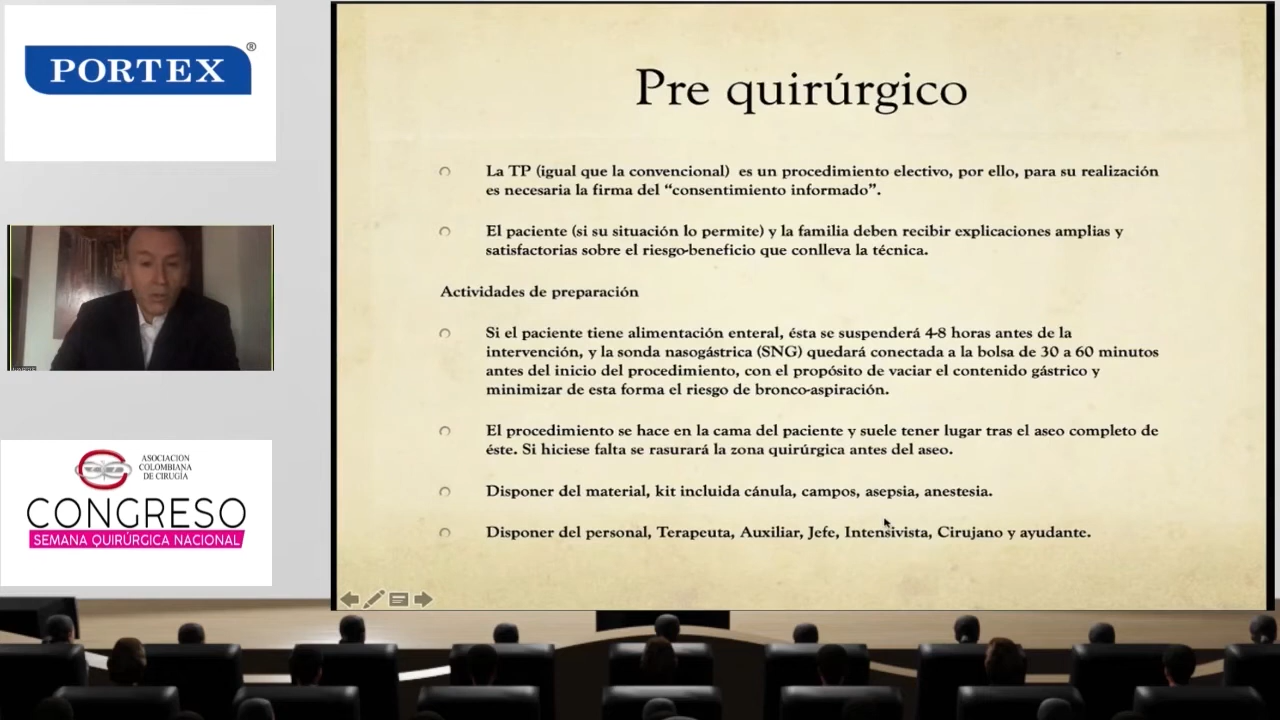 PORTEX®
ASOCIACION
COLOMBIANA
DE CIRUGÍA
CONGRESO
SEMANA QUIRÚRGICA NACIONAL
Pre quirúrgico
La TP (igual que la convencional) es un procedimiento electivo, por ello, para su realización
es necesaria la firma del “consentimiento informado”.
El paciente (si su situación lo permite) y la familia deben recibir explicaciones amplias y
satisfactorias sobre el riesgo-beneficio que conlleva la técnica.
Actividades de preparación
Si el paciente tiene alimentación enteral, ésta se suspenderá 4-8 horas antes de la
intervención, y la sonda nasogástrica (SNG) quedará conectada a la bolsa de 30 a 60 minutos
antes del inicio del procedimiento, con el propósito de vaciar el contenido gástrico y
minimizar de esta forma el riesgo de bronco-aspiración.
El procedimiento se hace en la cama del paciente y suele tener lugar tras el aseo completo de
éste. Si hiciese falta se rasurará la zona quirúrgica antes del aseo.
Disponer del material, kit incluida cánula, campos, asepsia, anestesia.
Disponer del personal, Terapeuta, Auxiliar, Jefe, Intensivista, Cirujano y ayudante.